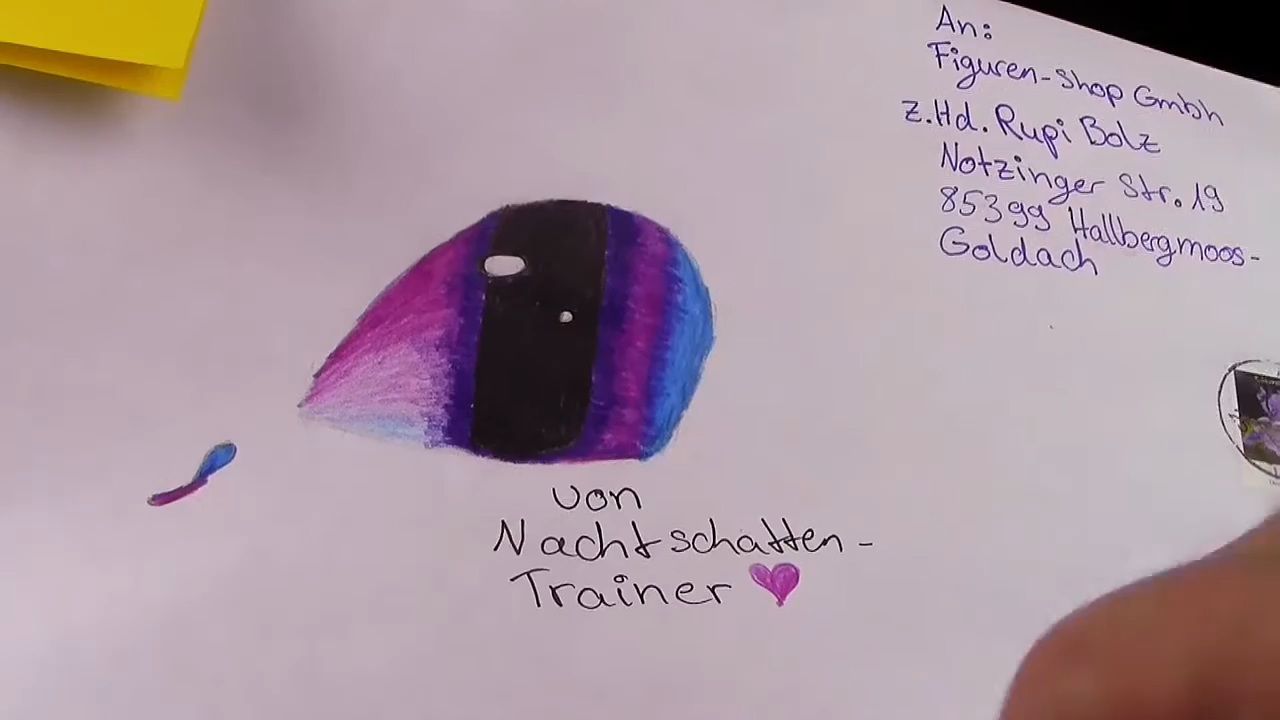 An:
Figuren-Shop Gmbh
z.Hd. Rupi Bolz
Notzinger Str. 19
85399 Hallbergmoos-
Goldach
von
Nachtschatten-
Trainer